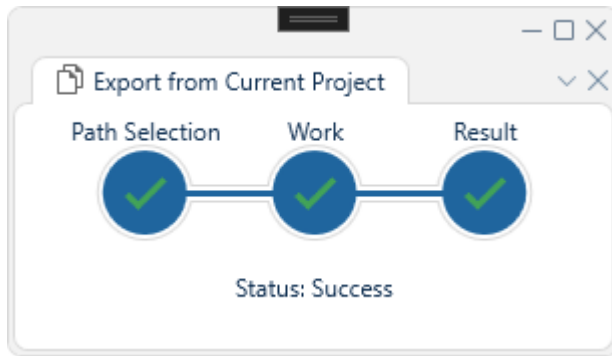 Export from Current Project
Path Selection Work Result
Status: Success